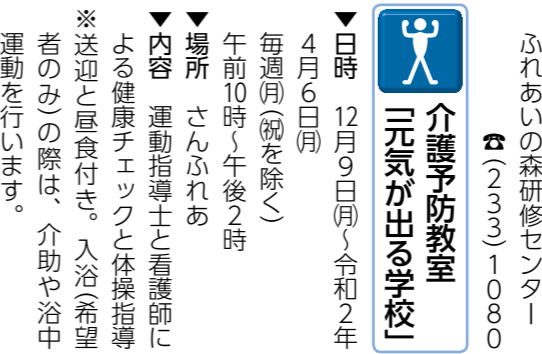 ふれあいの森研修センター
☎(233)1080
介護予防教室
「元気が出る学校」
▼日時　12月9日㈪～令和2年
4月6日㈪
毎週㈪(㈷を除く)
午前10時～午後2時
▼場所　さんふれあ
▼内容　運動指導士と看護師に
よる健康チェックと体操指導
※送迎と昼食付き。入浴(希望
者のみ)の際は、介助や浴中
運動を行います。